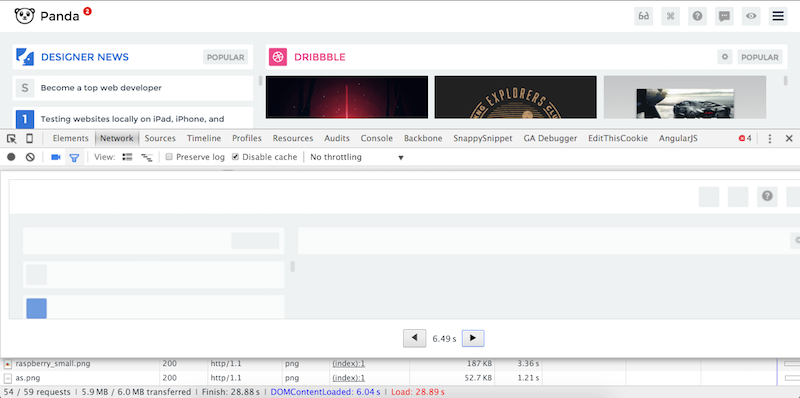 Panda 2
DESIGNER NEWS POPULAR
DRIBBBLE POPULAR
S Become a top web developer
1 Testing websites locally on iPad, iPhone, and
EXPLORERS
Elements Network Sources Timeline Profiles Resources Audits Console Backbone SnappySnippet GA Debugger EditThisCookie AngularJS 4
View: Preserve log Disable cache No throttling
?
6.49 s
raspberry_small.png 200 http/1.1 png (index):1 187 KB 3.36 s
as.png 200 http/1.1 png (index):1 52.7 KB 1.21 s
54 / 59 requests | 5.9 MB / 6.0 MB transferred | Finish: 28.88 s | DOMContentLoaded: 6.04 s | Load: 28.89 s